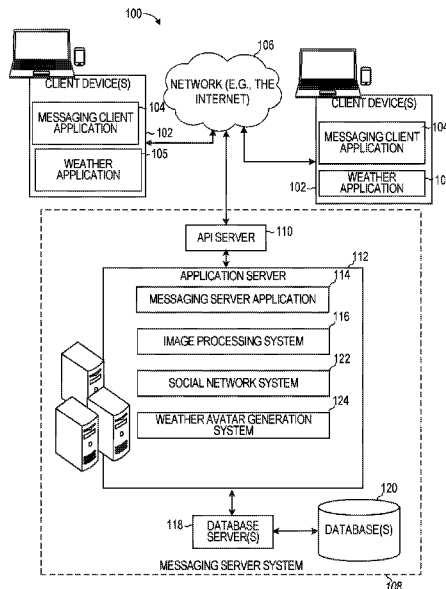 100
106
NETWORK (E.G., THE
INTERNET)
CLIENT DEVICE(S)
104
MESSAGING CLIENT
APPLICATION
102
105
WEATHER
APPLICATION
CLIENT DEVICE(S)
104
MESSAGING CLIENT
APPLICATION
WEATHER
APPLICATION
102
10
API SERVER
110
112
APPLICATION SERVER
114
MESSAGING SERVER APPLICATION
116
IMAGE PROCESSING SYSTEM
122
SOCIAL NETWORK SYSTEM
124
WEATHER AVATAR GENERATION
SYSTEM
120
118
DATABASE
SERVER(S)
DATABASE(S)
MESSAGING SERVER SYSTEM
108